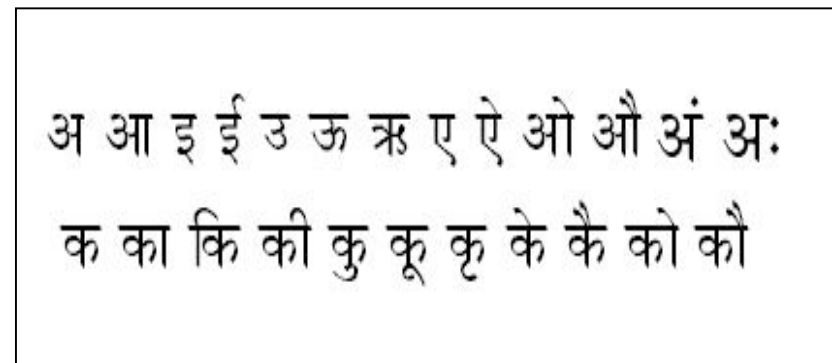 अ आ इ ई उ ऊ ऋ ए ऐ ओ औ अं अः
क का कि की कु कू कृ के कै को कौ